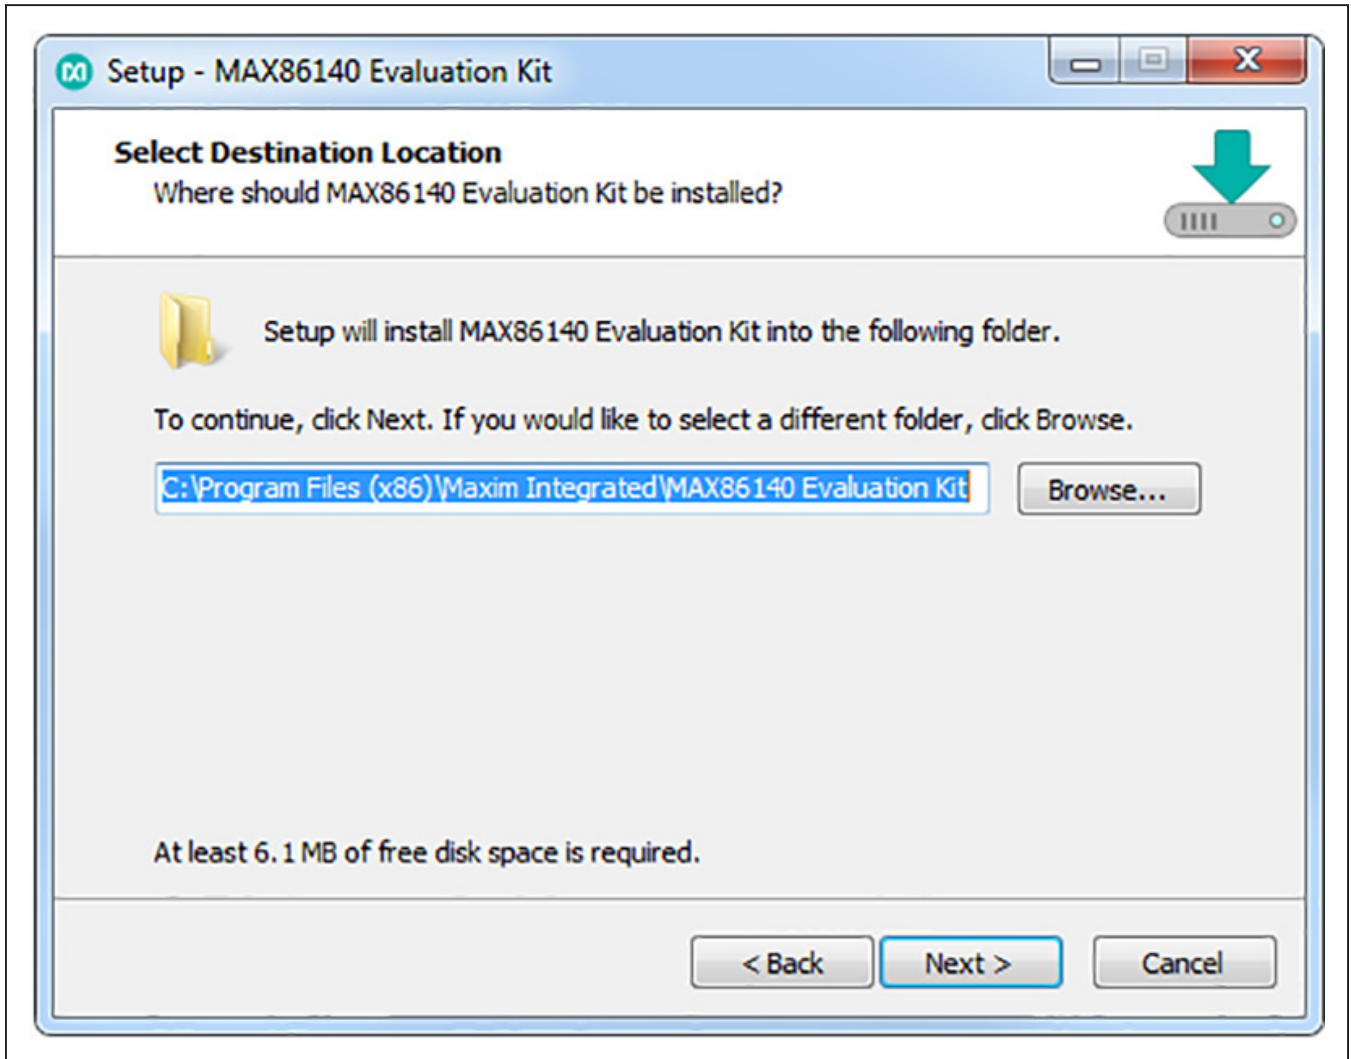 Setup - MAX86140 Evaluation Kit
Select Destination Location
Where should MAX86140 Evaluation Kit be installed?
Setup will install MAX86140 Evaluation Kit into the following folder.
To continue, click Next. If you would like to select a different folder, click Browse.
C:\Program Files (x86)\Maxim Integrated\MAX86140 Evaluation Kit
Browse...
At least 6.1 MB of free disk space is required.
< Back
Next >
Cancel